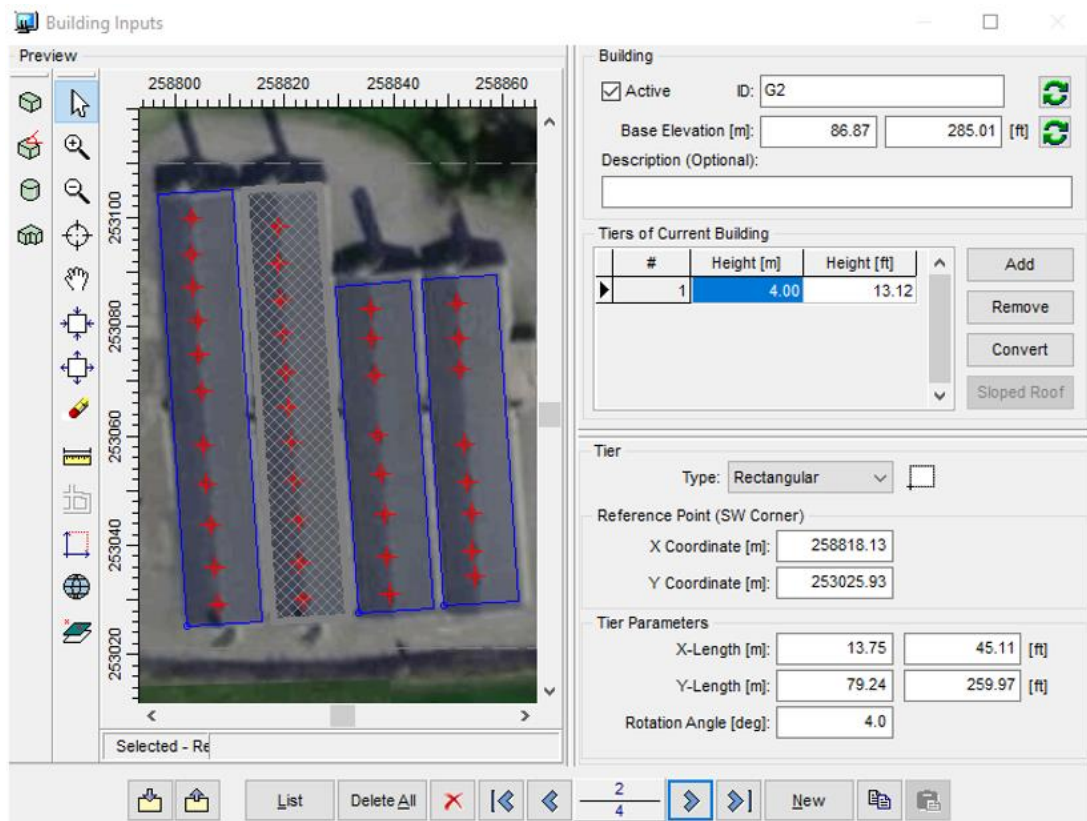 Building Inputs
Preview
258800 258820 258840 258860
253100
253080
253060
253040
253020
Selected - Re
Building
Active ID: G2
Base Elevation [m]: 86.87 285.01 [ft]
Description (Optional):
Tiers of Current Building
# Height [m] Height [ft]
1 4.00 13.12
Add
Remove
Convert
Sloped Roof
Tier
Type: Rectangular
Reference Point (SW Corner)
X Coordinate [m]: 258818.13
Y Coordinate [m]: 253025.93
Tier Parameters
X-Length [m]: 13.75 45.11 [ft]
Y-Length [m]: 79.24 259.97 [ft]
Rotation Angle [deg]: 4.0
List Delete All 2 New
4